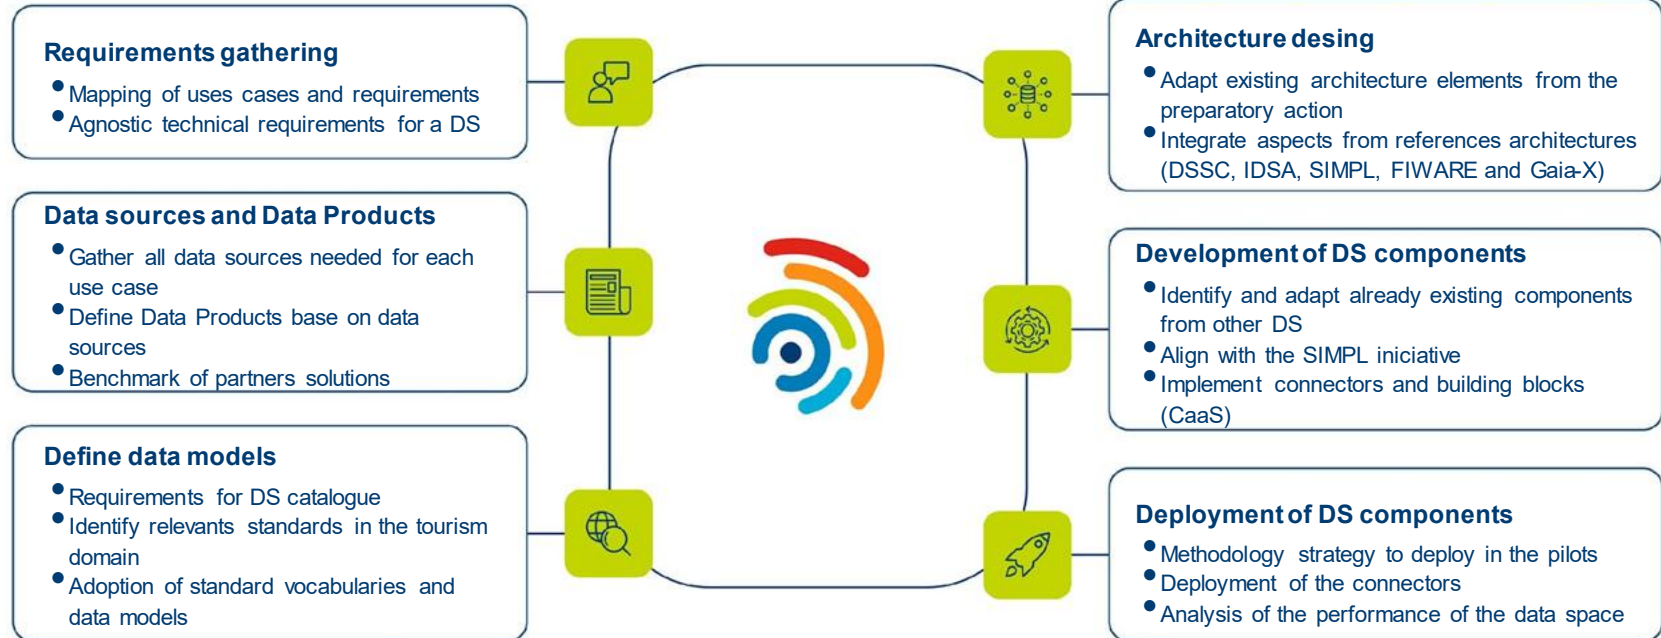 Requirements gathering
• Mapping of uses cases and requirements
• Agnostic technical requirements for a DS
Data sources and Data Products
• Gather all data sources needed for each
use case
• Define Data Products base on data
sources
• Benchmark of partners solutions
Define data models
• Requirements for DS catalogue
• Identify relevants standards in the tourism
domain
• Adoption of standard vocabularies and
data models
Architecture desing
• Adapt existing architecture elements from the
preparatory action
• Integrate aspects from references architectures
(DSSC, IDSA, SIMPL, FIWARE and Gaia-X)
Development of DS components
• Identify and adapt already existing components
from other DS
• Align with the SIMPL iniciative
• Implement connectors and building blocks
(CaaS)
Deployment of DS components
• Methodology strategy to deploy in the pilots
• Deployment of the connectors
• Analysis of the performance of the data space